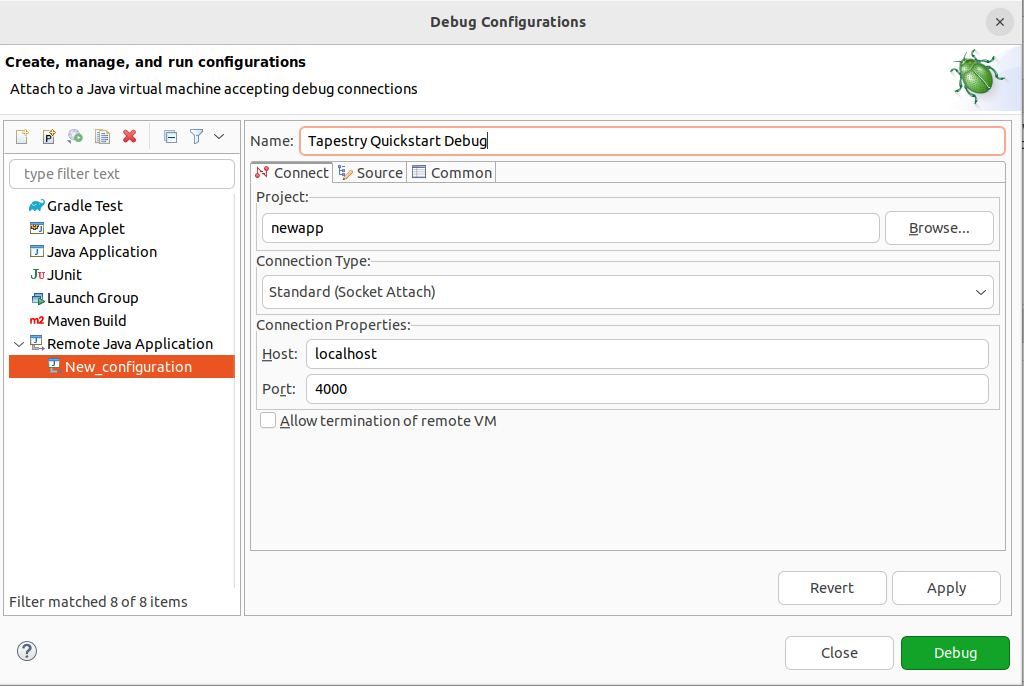 Debug Configurations
Create, manage, and run configurations
Attach to a Java virtual machine accepting debug connections
type filter text
Gradle Test
Java Applet
Java Application
JUnit
Launch Group
Maven Build
Remote Java Application
New_configuration
Filter matched 8 of 8 items
Name: Tapestry Quickstart Debug
Connect Source Common
Project:
newapp Browse...
Connection Type:
Standard (Socket Attach)
Connection Properties:
Host: localhost
Port: 4000
Allow termination of remote VM
Revert Apply
Close Debug